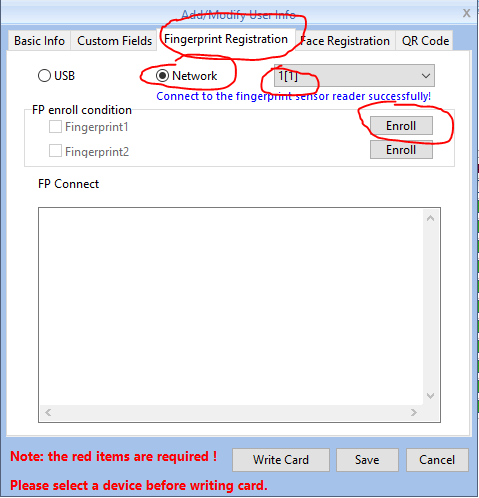 Add/Modify User Info
X
Basic Info Custom Fields Fingerprint Registration Face Registration QR Code
USB Network 1[1]
Connect to the fingerprint sensor reader successfully!
FP enroll condition
Fingerprint1 Enroll
Fingerprint2 Enroll
FP Connect
Note: the red items are required !
Write Card Save Cancel
Please select a device before writing card.